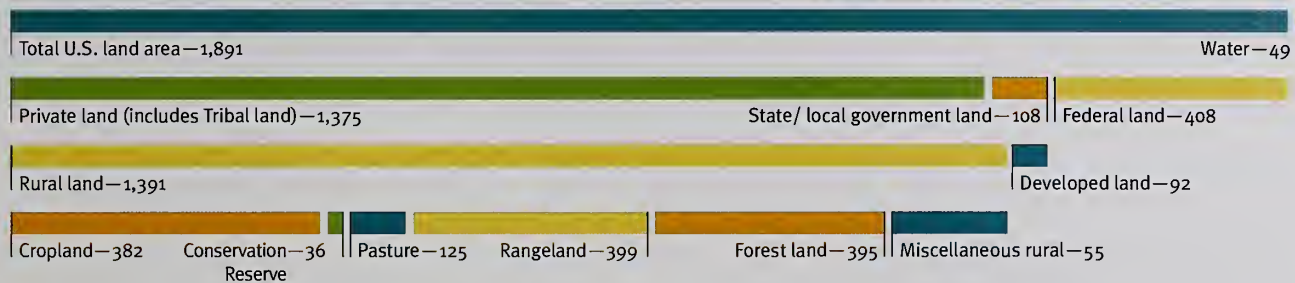 Total U.S. land area—1,891 Water—49
Private land (includes Tribal land)—1,375 State/ local government land—108 Federal land—408
Rural land—1,391 Developed land—92
Cropland—382 Conservation—36 Pasture—125 Rangeland—399 Forest land—395 Miscellaneous rural—55
Reserve